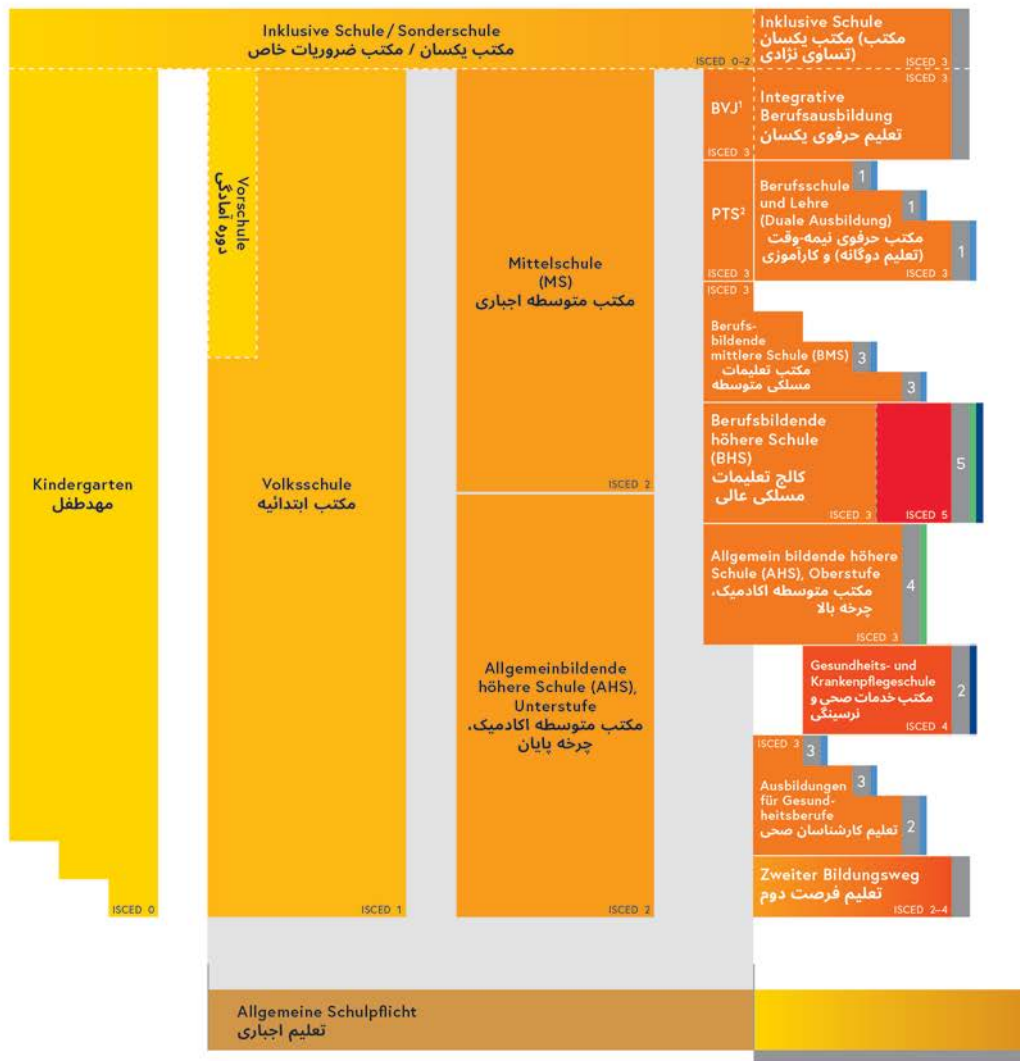 Inklusive Schule / Sonderschule
مکتب یکسان / مکتب ضروریات خاص
ISCED 0–2
Inklusive Schule
مکتب یکسان (مکتب
تساوی نژادی)
ISCED 3
ISCED 3
BVJ¹
ISCED 3
Integrative
Berufsausbildung
تعلیم حرفوی یکسان
Vorschule
دوره آمادگی
PTS²
ISCED 3
1
1
1
Berufsschule
und Lehre
(Duale Ausbildung)
مکتب حرفوی نیمه-وقت
(تعلیم دوگانه) و کارآموزی
ISCED 3
Mittelschule
(MS)
مکتب متوسطه اجباری
ISCED 2
ISCED 3
Berufs-
bildende
mittlere Schule (BMS)
مکتب تعلیمات
مسلکی متوسطه
3
3
Berufsbildende
höhere Schule
(BHS)
کالج تعلیمات
مسلکی عالی
ISCED 3
ISCED 5
5
Kindergarten
مهدطفل
ISCED 0
Volksschule
مکتب ابتدائیه
ISCED 1
Allgemein bildende höhere
Schule (AHS), Oberstufe
مکتب متوسطه اکادمیک،
چرخه بالا
ISCED 3
4
Allgemeinbildende
höhere Schule (AHS),
Unterstufe
مکتب متوسطه اکادمیک،
چرخه پایان
ISCED 2
Gesundheits- und
Krankenpflegeschule
مکتب خدمات صحی و
نرسینگی
ISCED 4
2
ISCED 3
3
3
2
Ausbildungen
für Gesund-
heitsberufe
تعلیم کارشناسان صحی
Zweiter Bildungsweg
تعلیم فرصت دوم
ISCED 2–4
Allgemeine Schulpflicht
تعلیم اجباری